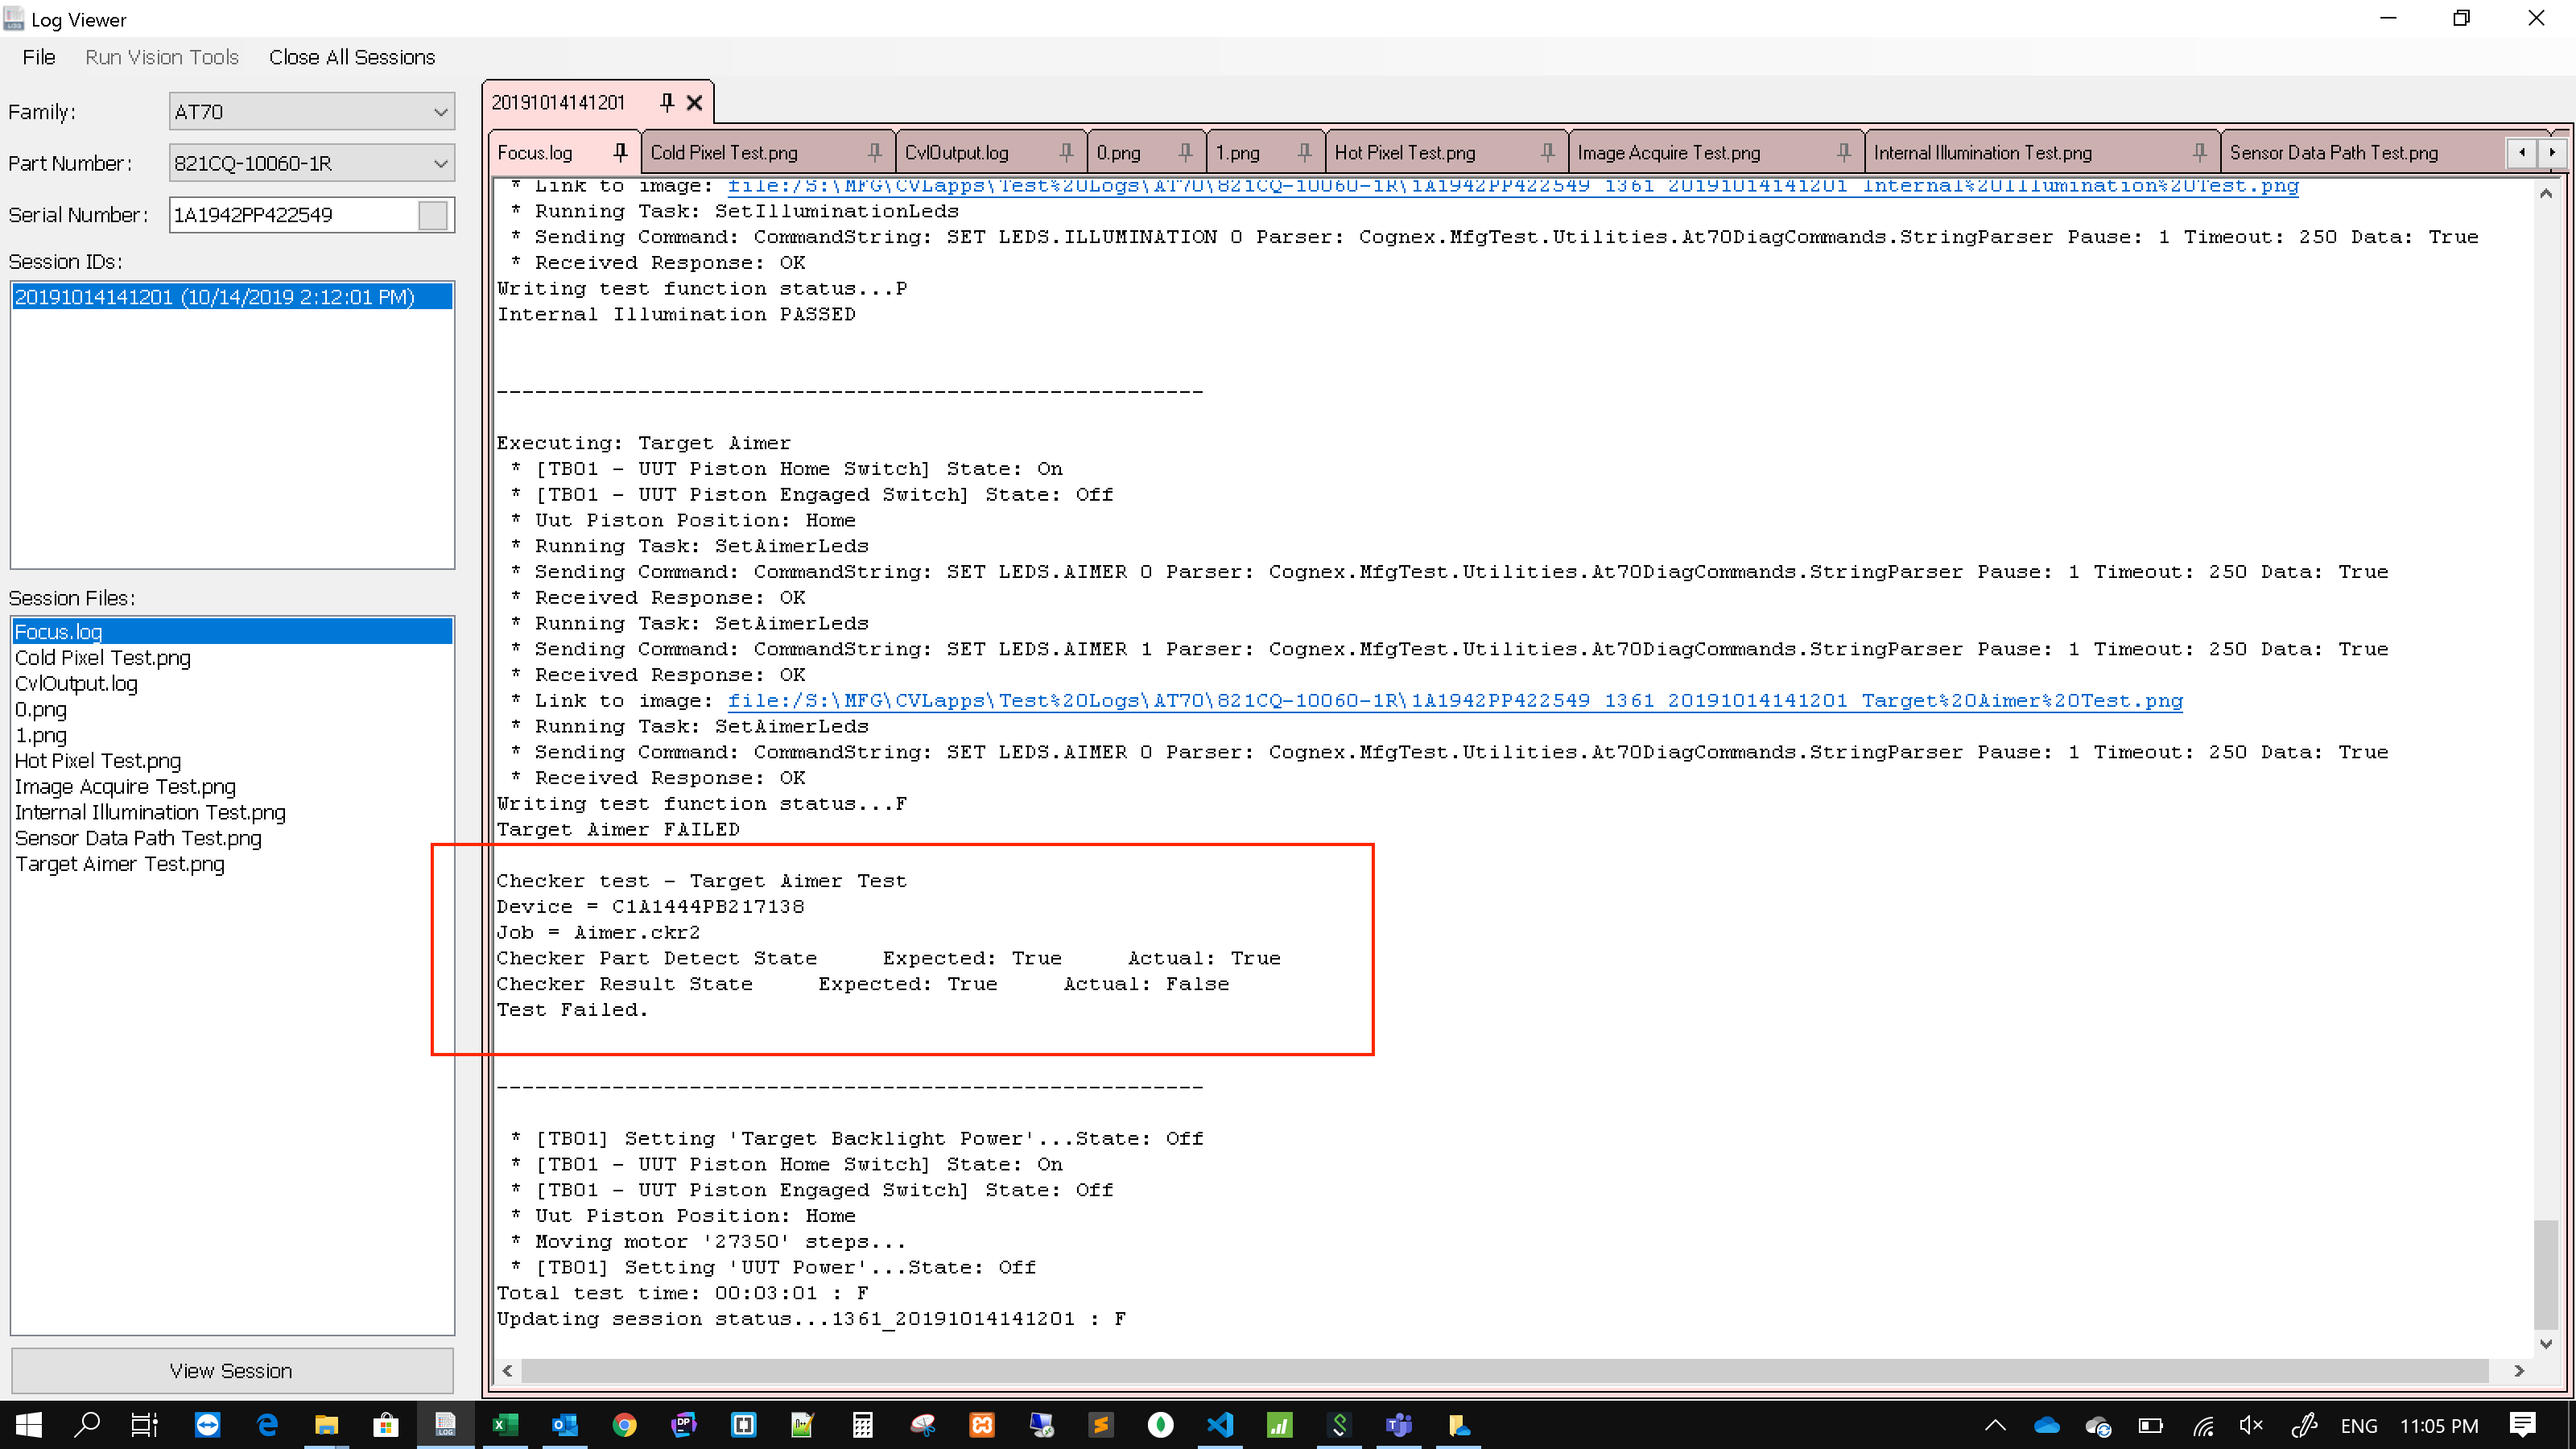 Log Viewer
File Run Vision Tools Close All Sessions
Family: AT70
Part Number: 821CQ-10060-1R
Serial Number: 1A1942PP422549
Session IDs:
20191014141201 (10/14/2019 2:12:01 PM)
Session Files:
Focus.log
Cold Pixel Test.png
CvlOutput.log
0.png
1.png
Hot Pixel Test.png
Image Acquire Test.png
Internal Illumination Test.png
Sensor Data Path Test.png
Target Aimer Test.png
View Session
20191014141201
Focus.log Cold Pixel Test.png CvlOutput.log 0.png 1.png Hot Pixel Test.png Image Acquire Test.png Internal Illumination Test.png Sensor Data Path Test.png
* Link to image: file:/S:\MFG\CVLapps\Test%20Logs\AT70\821CQ-10060-1R\1A1942PP422549_1361_20191014141201_Internal%20Illumination%20Test.png
* Running Task: SetIlluminationLeds
* Sending Command: CommandString: SET LEDS.ILLUMINATION 0 Parser: Cognex.MfgTest.Utilities.At70DiagCommands.StringParser Pause: 1 Timeout: 250 Data: True
* Received Response: OK
Writing test function status...P
Internal Illumination PASSED
-------------------------------------------------------
Executing: Target Aimer
* [TB01 - UUT Piston Home Switch] State: On
* [TB01 - UUT Piston Engaged Switch] State: Off
* Uut Piston Position: Home
* Running Task: SetAimerLeds
* Sending Command: CommandString: SET LEDS.AIMER 0 Parser: Cognex.MfgTest.Utilities.At70DiagCommands.StringParser Pause: 1 Timeout: 250 Data: True
* Received Response: OK
* Running Task: SetAimerLeds
* Sending Command: CommandString: SET LEDS.AIMER 1 Parser: Cognex.MfgTest.Utilities.At70DiagCommands.StringParser Pause: 1 Timeout: 250 Data: True
* Received Response: OK
* Link to image: file:/S:\MFG\CVLapps\Test%20Logs\AT70\821CQ-10060-1R\1A1942PP422549_1361_20191014141201_Target%20Aimer%20Test.png
* Running Task: SetAimerLeds
* Sending Command: CommandString: SET LEDS.AIMER 0 Parser: Cognex.MfgTest.Utilities.At70DiagCommands.StringParser Pause: 1 Timeout: 250 Data: True
* Received Response: OK
Writing test function status...F
Target Aimer FAILED
Checker test - Target Aimer Test
Device = C1A1444PB217138
Job = Aimer.ckr2
Checker Part Detect State Expected: True Actual: True
Checker Result State Expected: True Actual: False
Test Failed.
-------------------------------------------------------
* [TB01] Setting 'Target Backlight Power'...State: Off
* [TB01 - UUT Piston Home Switch] State: On
* [TB01 - UUT Piston Engaged Switch] State: Off
* Uut Piston Position: Home
* Moving motor '27350' steps...
* [TB01] Setting 'UUT Power'...State: Off
Total test time: 00:03:01 : F
Updating session status...1361_20191014141201 : F
ENG 11:05 PM